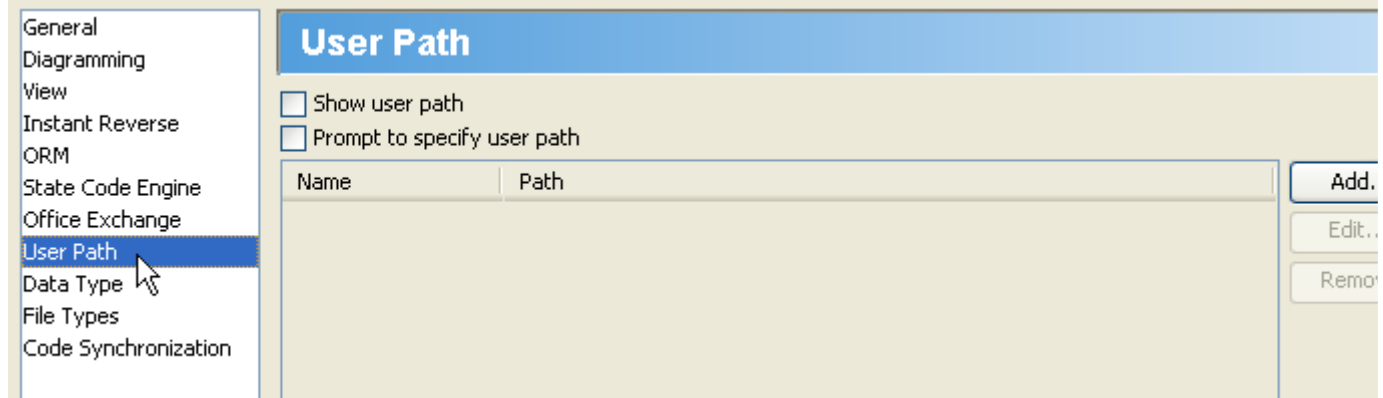 General
Diagramming
View
Instant Reverse
ORM
State Code Engine
Office Exchange
User Path
Data Type
File Types
Code Synchronization
User Path
Show user path
Prompt to specify user path
Name Path
Add.
Edit..
Remov